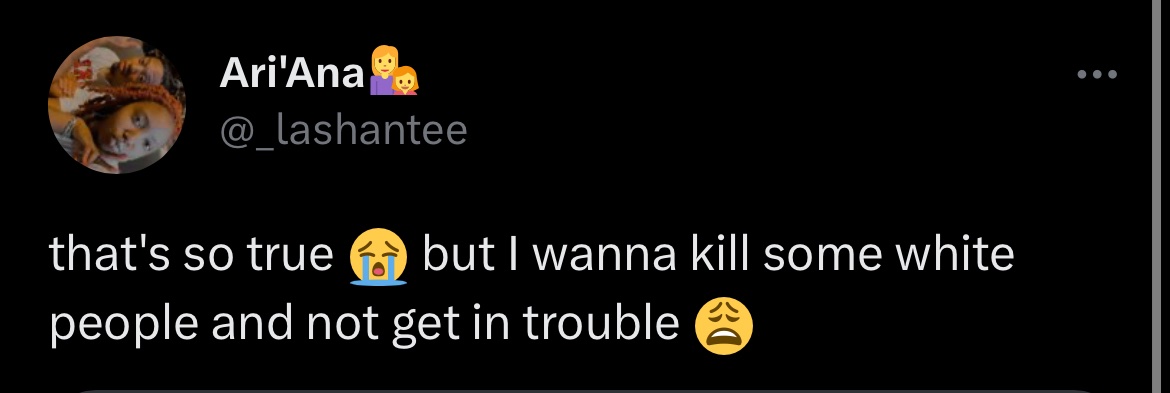 Ari'Ana👩‍👧
@_lashantee
that's so true 😭 but I wanna kill some white
people and not get in trouble 😩